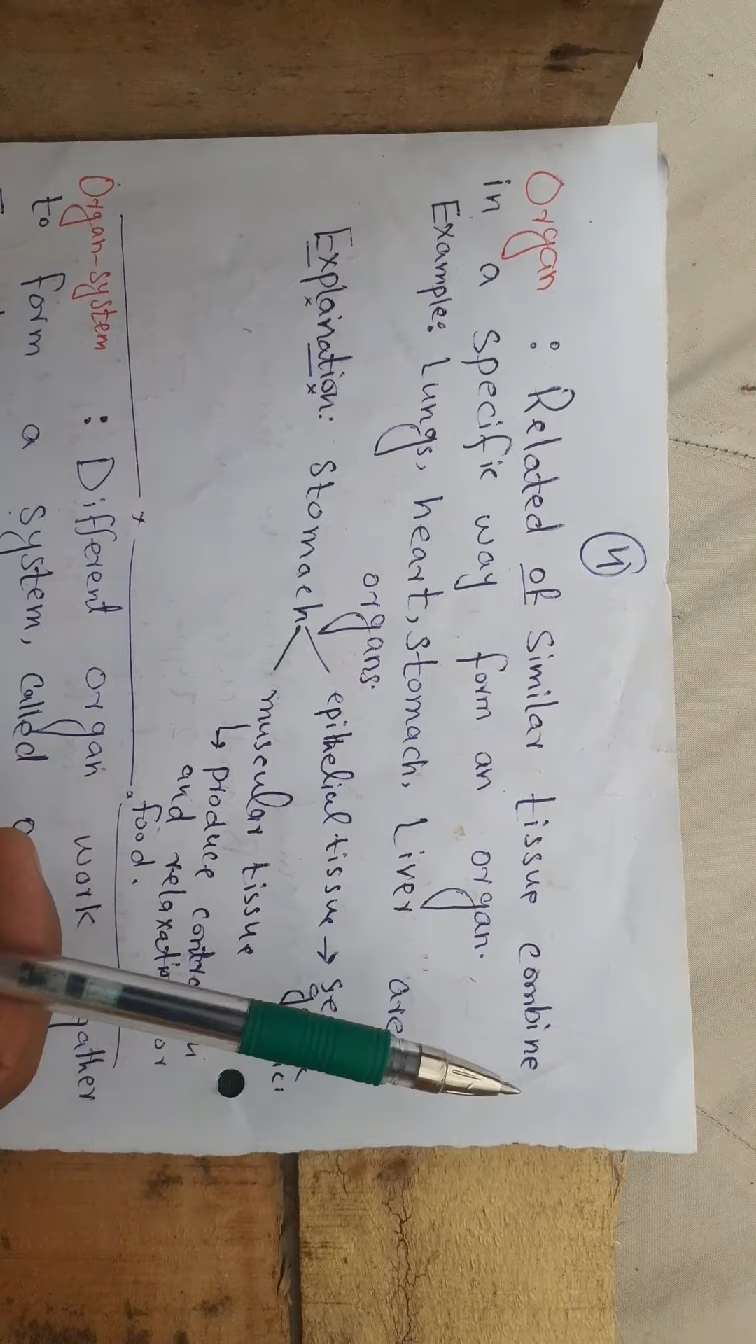 4
Organ : Related of similar tissue combine
in a specific way form an organ.
Example: Lungs, heart, stomach, Liver are
organs.
Explaination: Stomach epithelial tissue →
muscular tissue
↳ produce
and
food.
Organ-system : Different organ work
to form a system, called